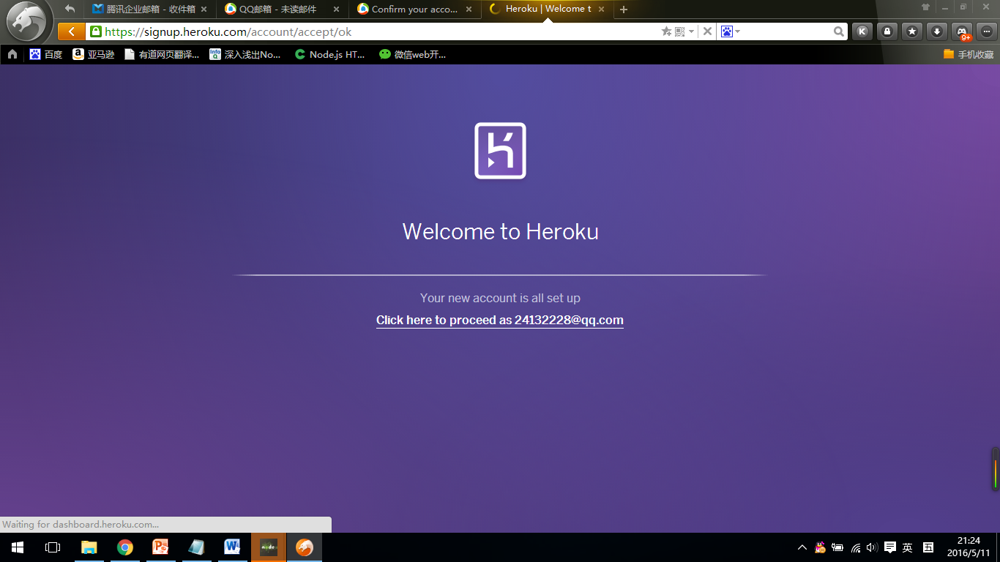 腾讯企业邮箱 - 收件箱
QQ邮箱 - 未读邮件
Confirm your acco...
Heroku | Welcome t
https://signup.heroku.com/account/accept/ok
9+
百度
亚马逊
有道网页翻译...
InfoQ
深入浅出No...
Node.js HT...
微信web开...
手机收藏
Welcome to Heroku
Your new account is all set up
Click here to proceed as 24132228@qq.com
Waiting for dashboard.heroku.com...
英
五
21:24
2016/5/11